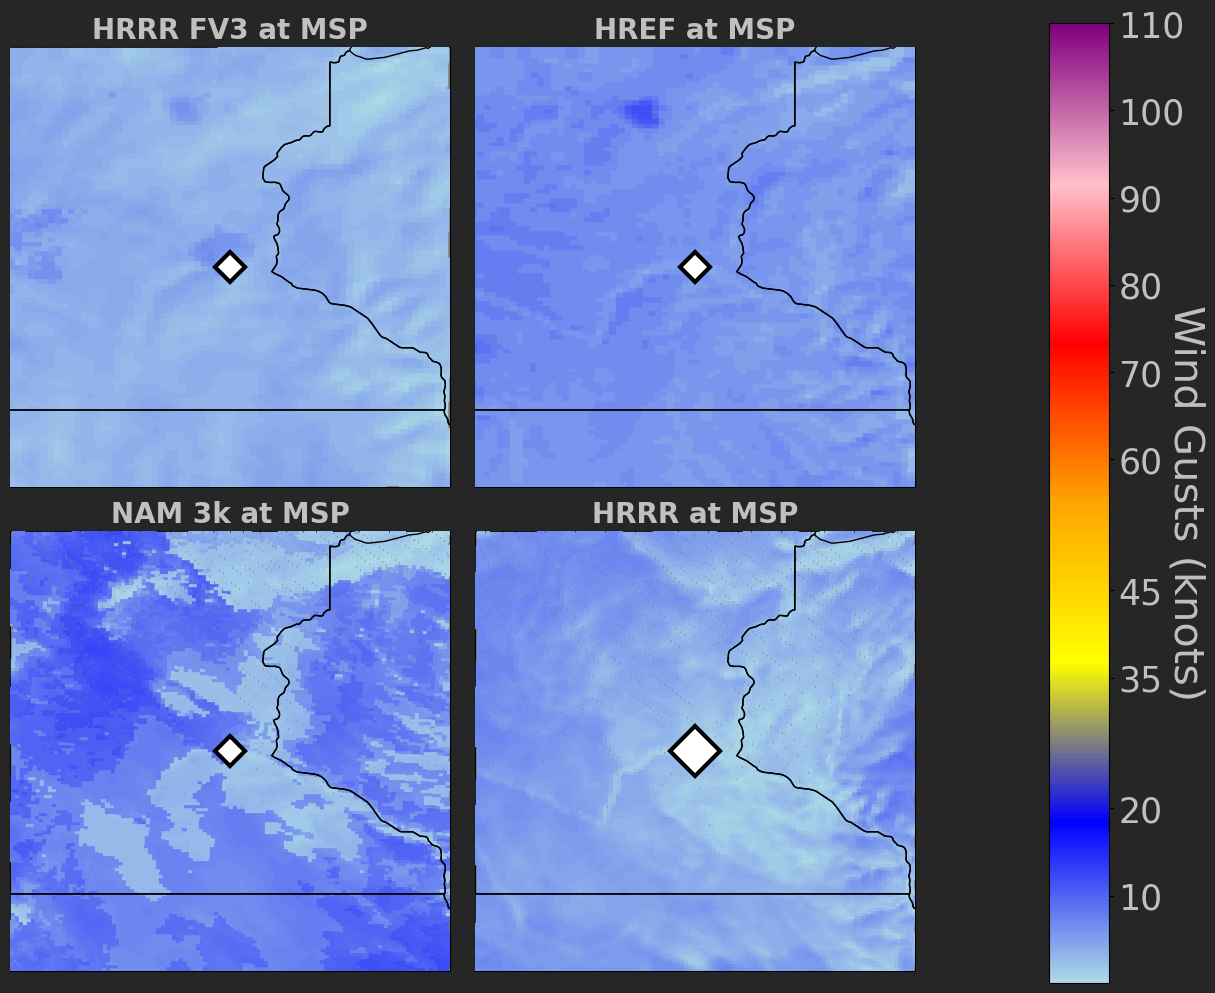 HRRR FV3 at MSP
HREF at MSP
NAM 3k at MSP
HRRR at MSP
110
100
90
80
70
60
45
35
20
10
Wind Gusts (knots)